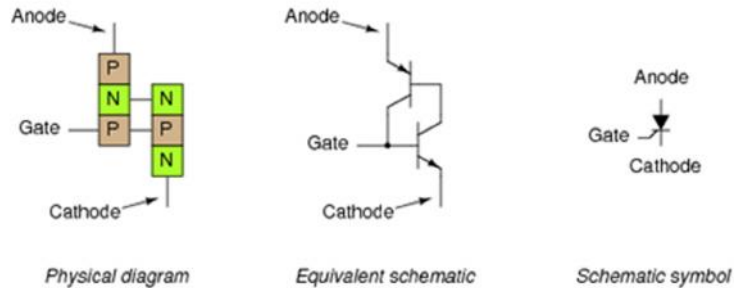 Anode
P
N N
Gate P P
N
Cathode
Physical diagram
Anode
Gate
Cathode
Equivalent schematic
Anode
Gate
Cathode
Schematic symbol